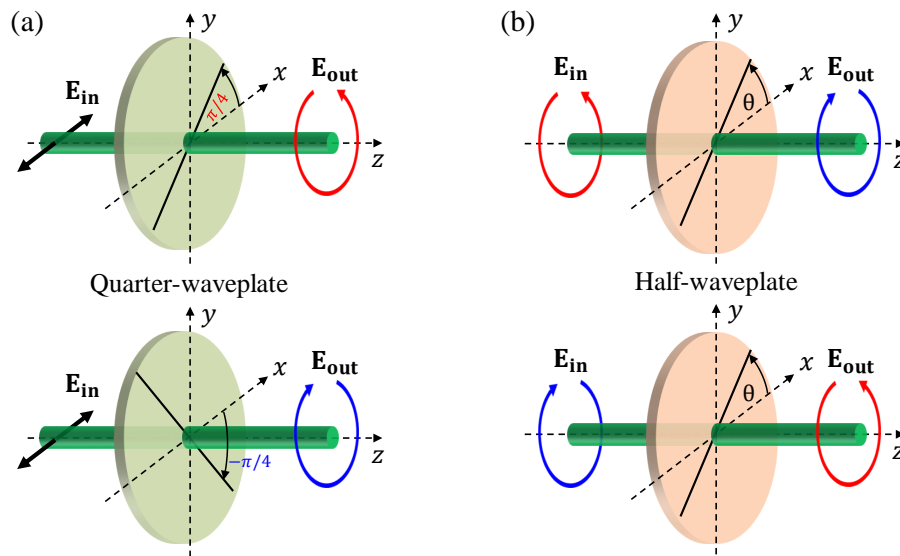 (a)
y
x
E_in
π/4
E_out
z
Quarter-waveplate
y
x
E_in
−π/4
E_out
z
(b)
y
x
E_in
θ
E_out
z
Half-waveplate
y
x
E_in
θ
E_out
z